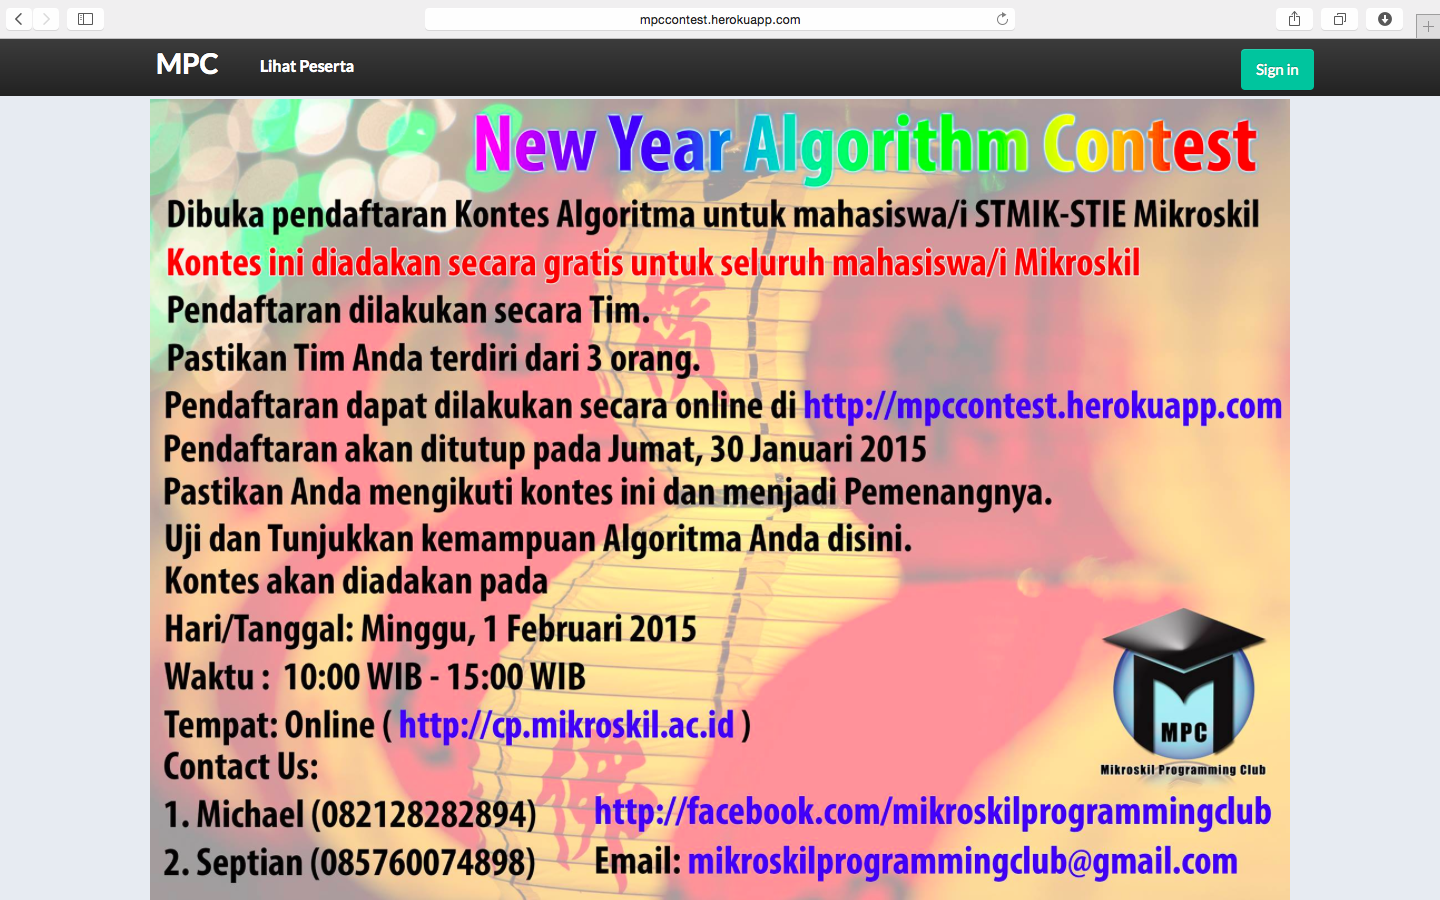 mpccontest.herokuapp.com
MPC
Lihat Peserta
Sign in
New Year Algorithm Contest
Dibuka pendaftaran Kontes Algoritma untuk mahasiswa/i STMIK-STIE Mikroskil
Kontes ini diadakan secara gratis untuk seluruh mahasiswa/i Mikroskil
Pendaftaran dilakukan secara Tim.
Pastikan Tim Anda terdiri dari 3 orang.
Pendaftaran dapat dilakukan secara online di http://mpccontest.herokuapp.com
Pendaftaran akan ditutup pada Jumat, 30 Januari 2015
Pastikan Anda mengikuti kontes ini dan menjadi Pemenangnya.
Uji dan Tunjukkan kemampuan Algoritma Anda disini.
Kontes akan diadakan pada
Hari/Tanggal: Minggu, 1 Februari 2015
Waktu : 10:00 WIB - 15:00 WIB
Tempat: Online ( http://cp.mikroskil.ac.id )
MPC
Mikroskil Programming Club
Contact Us:
1. Michael (082128282894)
http://facebook.com/mikroskilprogrammingclub
2. Septian (085760074898)
Email: mikroskilprogrammingclub@gmail.com